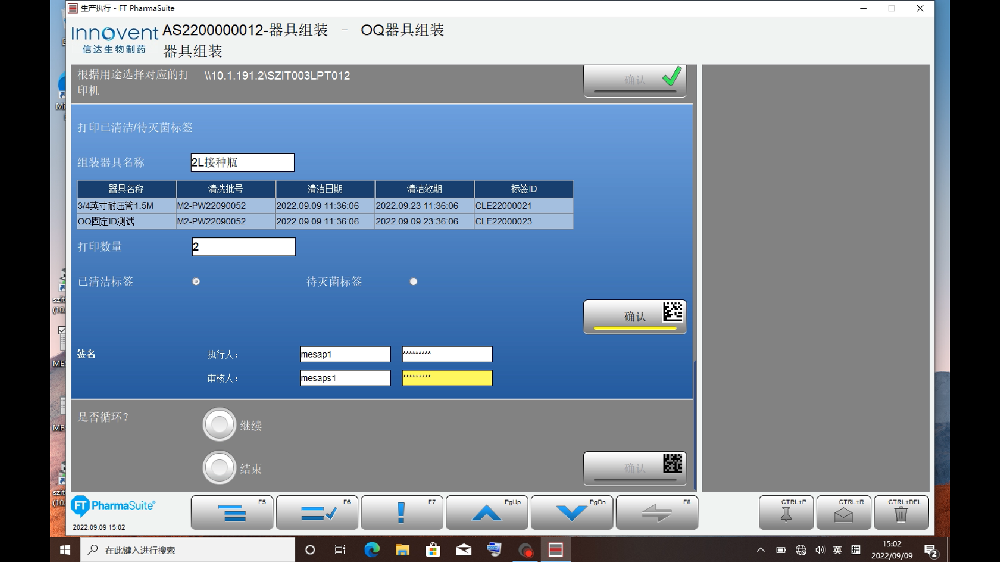 生产执行 - FT PharmaSuite
Innovent
信达生物制药
AS2200000012-器具组装 - OQ器具组装
器具组装
根据用途选择对应的打印机
\\10.1.191.2\SZIT003LPT012
确认
打印已清洁/待灭菌标签
组装器具名称 2L接种瓶
器具名称 清洗批号 清洁日期 清洁效期 标签ID
3/4英寸耐压管1.5M M2-PW22090052 2022.09.09 11:36:06 2022.09.23 11:36:06 CLE22000021
OQ固定ID测试 M2-PW22090052 2022.09.09 11:36:06 2022.09.09 23:36:06 CLE22000023
打印数量 2
已清洁标签 待灭菌标签
确认
签名 执行人： mesap1 *********
审核人： mesaps1 *********
是否循环?
继续
结束
确认
FT PharmaSuite®
2022.09.09 15:02
F5 F6 F7 PgUp PgDn F8 CTRL+P CTRL+R CTRL+DEL
szit
(10.
ME
ME
szit
(10.
在此键入进行搜索
英
拼
15:02
2022/09/09
2